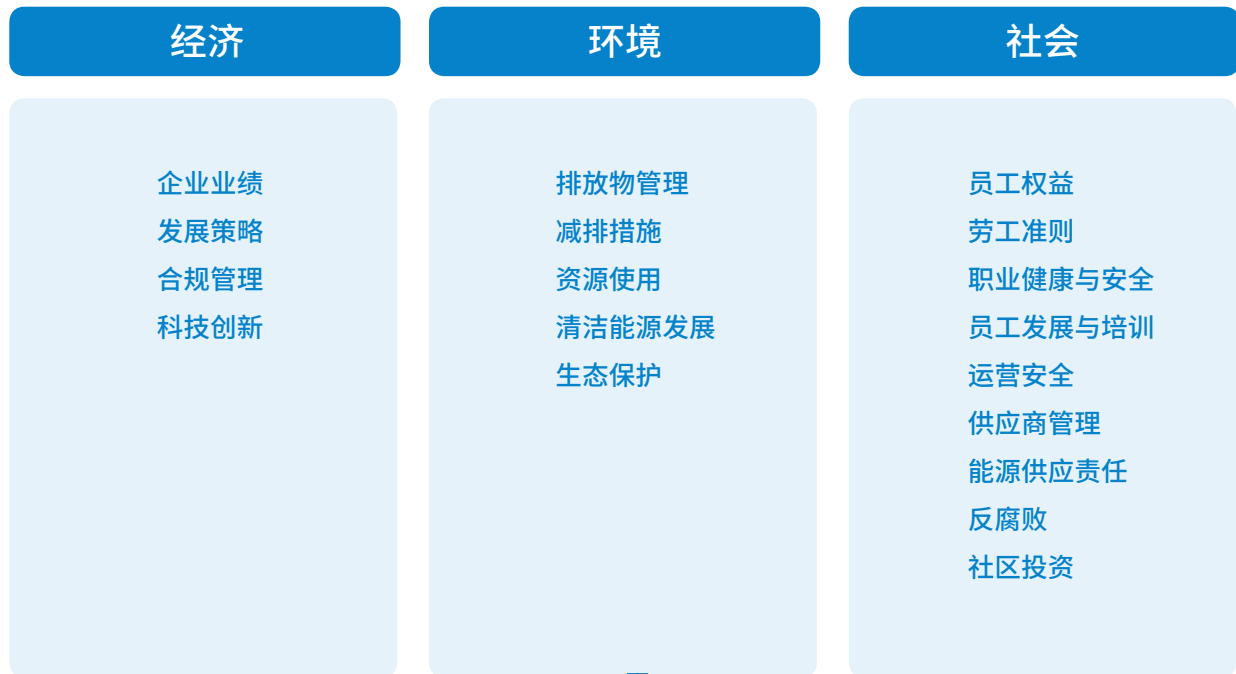 经济
企业业绩
发展策略
合规管理
科技创新
环境
排放物管理
减排措施
资源使用
清洁能源发展
生态保护
社会
员工权益
劳工准则
职业健康与安全
员工发展与培训
运营安全
供应商管理
能源供应责任
反腐败
社区投资